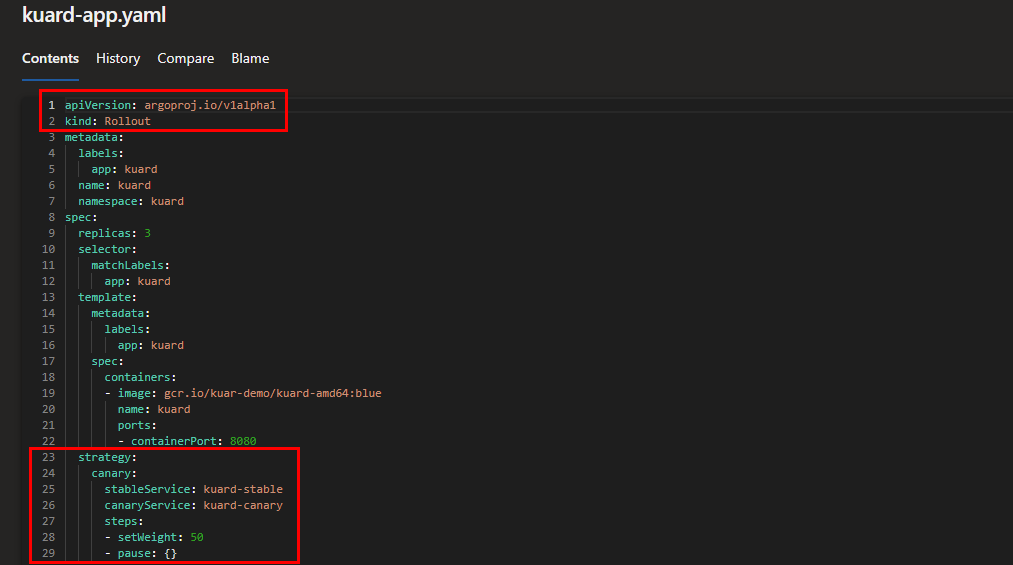 kuard-app.yaml
Contents History Compare Blame
1 apiVersion: argoproj.io/v1alpha1
2 kind: Rollout
3 metadata:
4   labels:
5     app: kuard
6   name: kuard
7   namespace: kuard
8 spec:
9   replicas: 3
10   selector:
11     matchLabels:
12       app: kuard
13   template:
14     metadata:
15       labels:
16         app: kuard
17     spec:
18       containers:
19       - image: gcr.io/kuar-demo/kuard-amd64:blue
20         name: kuard
21         ports:
22         - containerPort: 8080
23   strategy:
24     canary:
25       stableService: kuard-stable
26       canaryService: kuard-canary
27       steps:
28       - setWeight: 50
29       - pause: {}